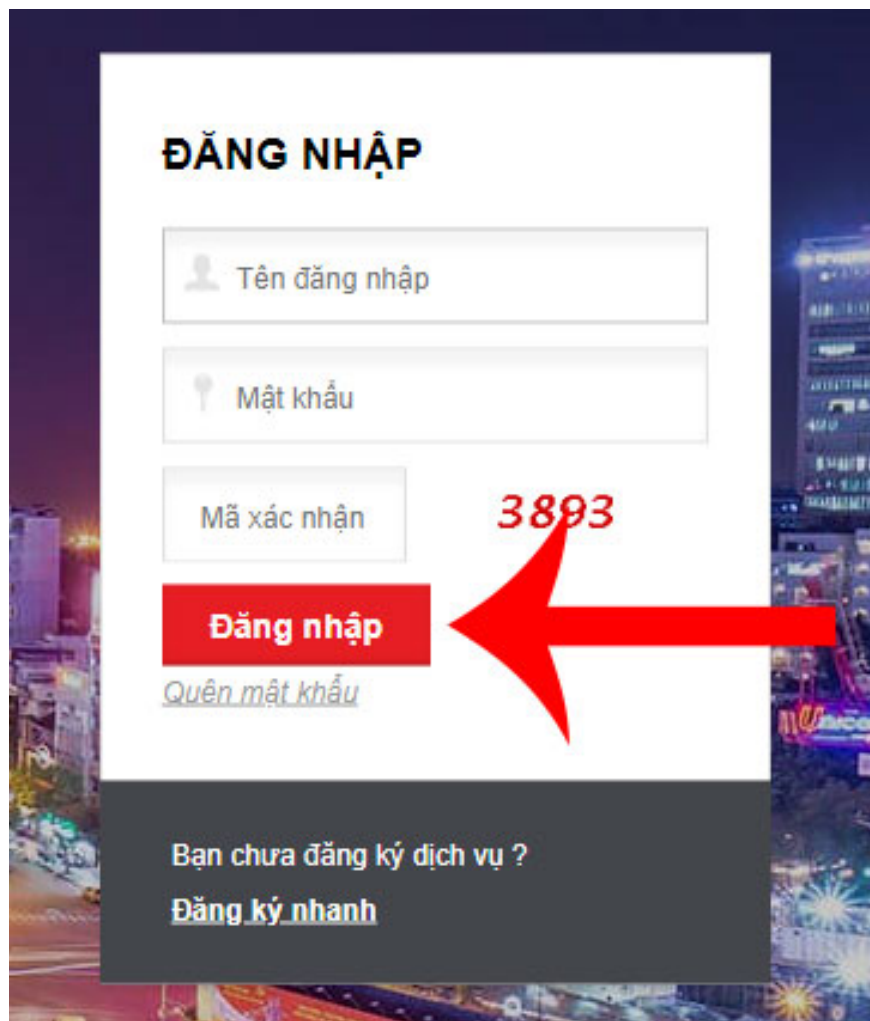 ĐĂNG NHẬP
Tên đăng nhập
Mật khẩu
Mã xác nhận
3893
Đăng nhập
Quên mật khẩu
Bạn chưa đăng ký dịch vụ ?
Đăng ký nhanh